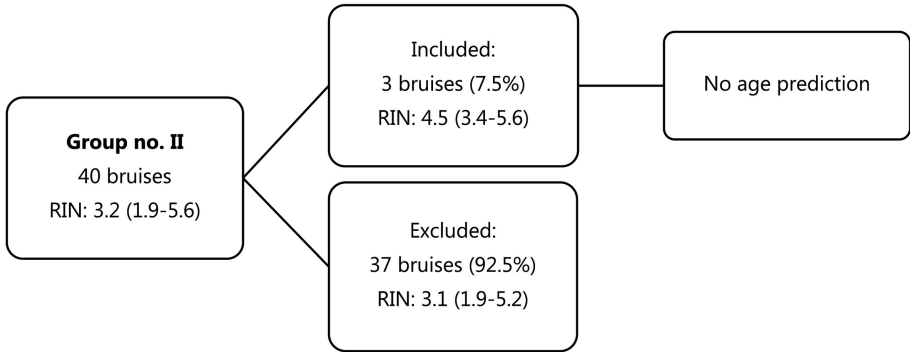 Group no. II
40 bruises
RIN: 3.2 (1.9-5.6)
Included:
3 bruises (7.5%)
RIN: 4.5 (3.4-5.6)
No age prediction
Excluded:
37 bruises (92.5%)
RIN: 3.1 (1.9-5.2)